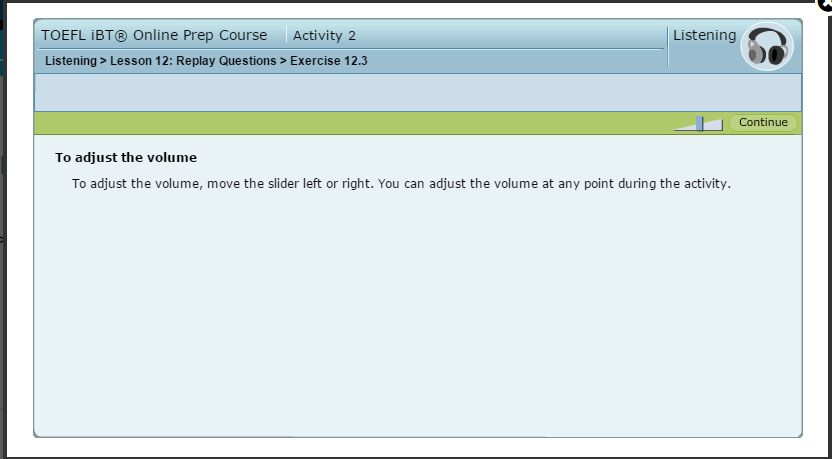 TOEFL iBT® Online Prep Course Activity 2 Listening
Listening > Lesson 12: Replay Questions > Exercise 12.3
Continue
To adjust the volume
To adjust the volume, move the slider left or right. You can adjust the volume at any point during the activity.